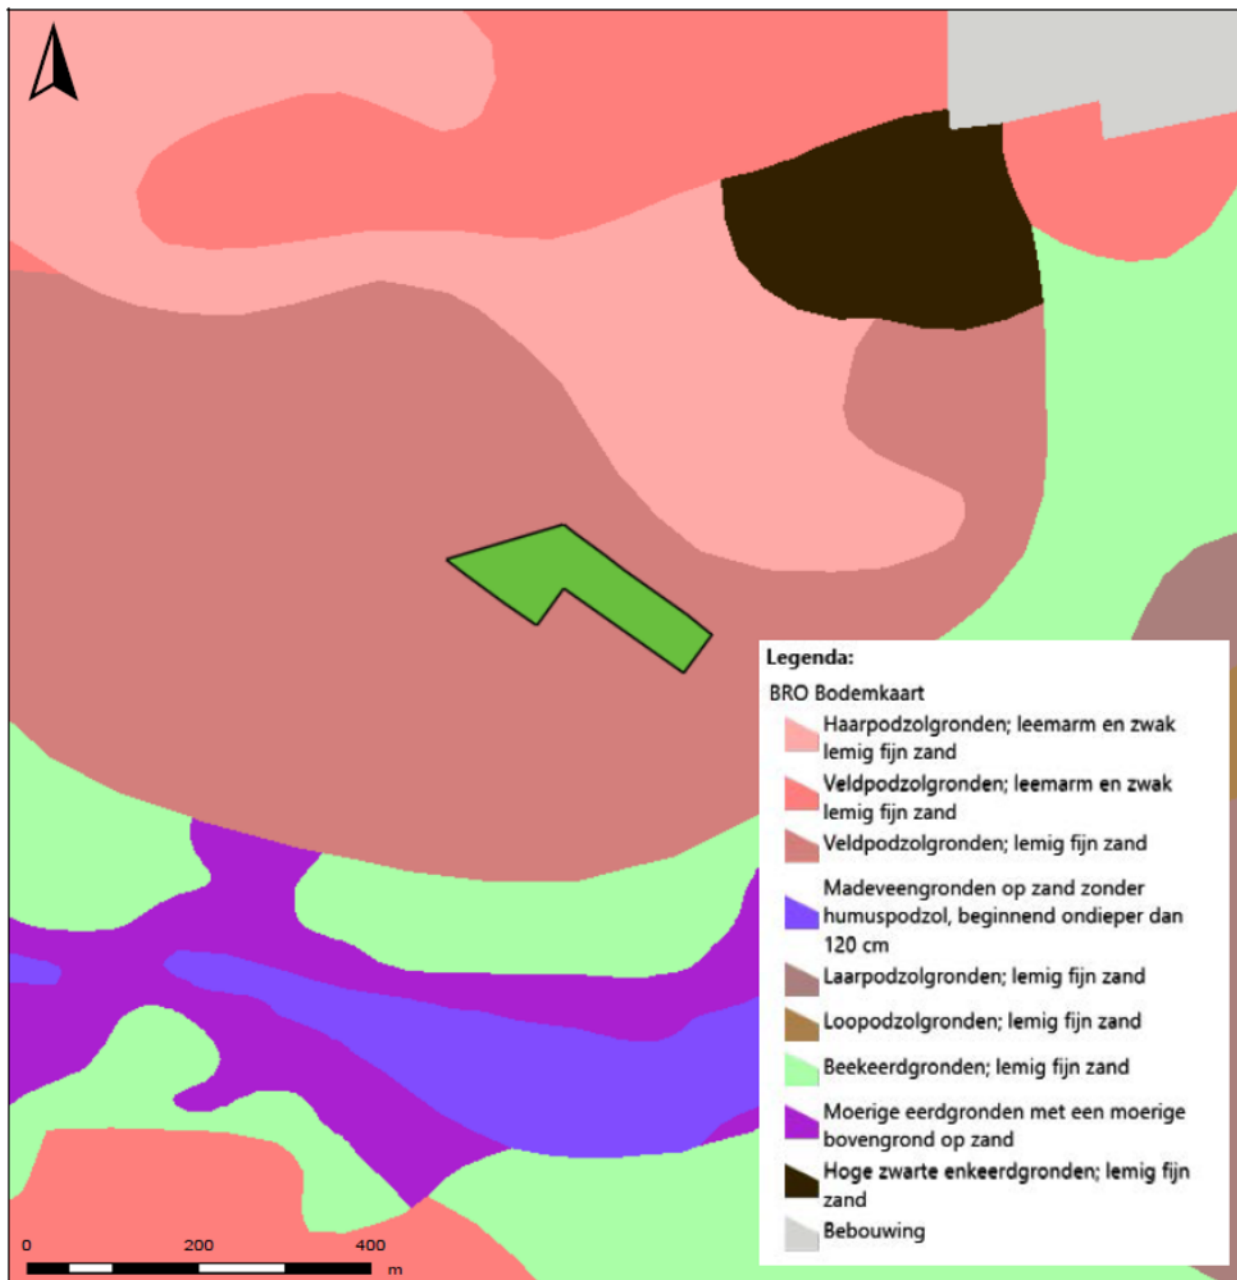 Legenda:
BRO Bodemkaart
Haarpodzolgronden; leemarm en zwak
lemig fijn zand
Veldpodzolgronden; leemarm en zwak
lemig fijn zand
Veldpodzolgronden; lemig fijn zand
Madeveengronden op zand zonder
humuspodzol, beginnend ondieper dan
120 cm
Laarpodzolgronden; lemig fijn zand
Loopodzolgronden; lemig fijn zand
Beekeerdgronden; lemig fijn zand
Moerige eerdgronden met een moerige
bovengrond op zand
Hoge zwarte enkeerdgronden; lemig fijn
zand
Bebouwing
0 200 400
m